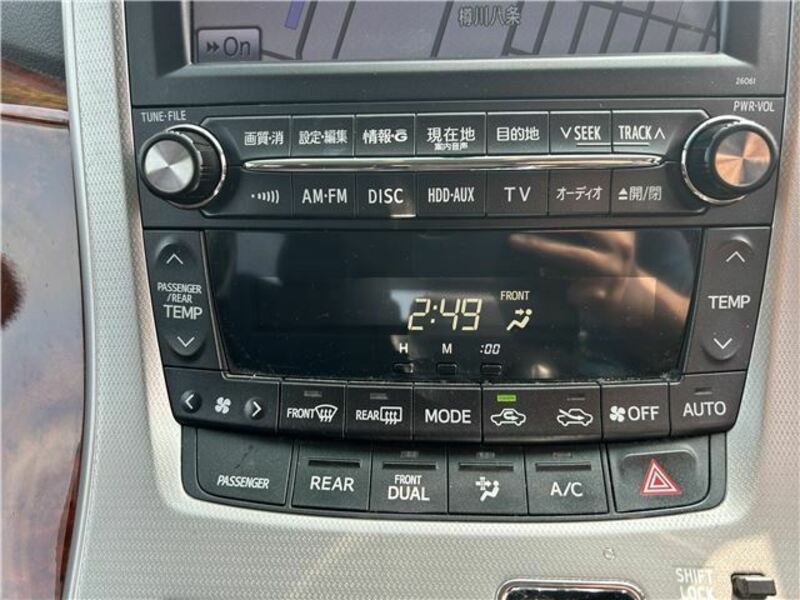 樽川八条
On
26061
TUNE·FILE
PWR·VOL
画質·消 設定·編集 情報·G 現在地 目的地 SEEK TRACK
案内音声
AM·FM DISC HDD·AUX TV オーディオ 開/閉
PASSENGER
/REAR
TEMP
2:49 FRONT
TEMP
H M :00
FRONT REAR MODE OFF AUTO
PASSENGER REAR FRONT
DUAL A/C
SHIFT
LOCK